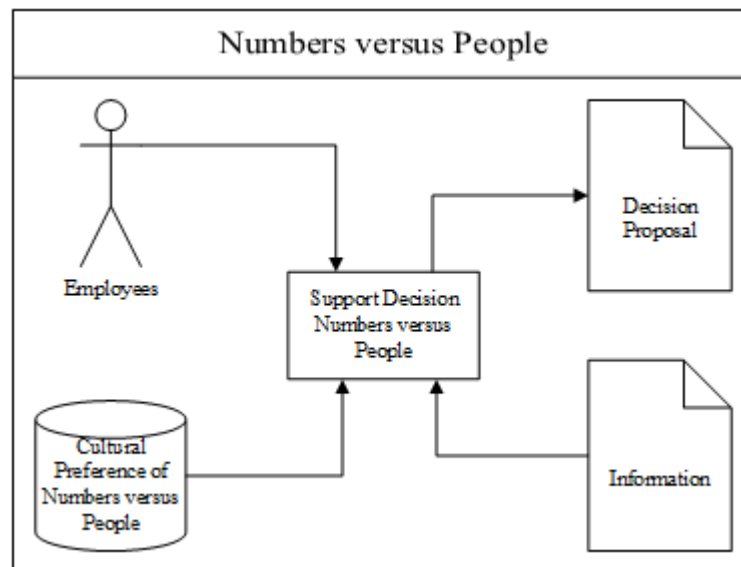 Numbers versus People
Employees
Support Decision
Numbers versus
People
Decision
Proposal
Cultural
Preference of
Numbers versus
People
Information